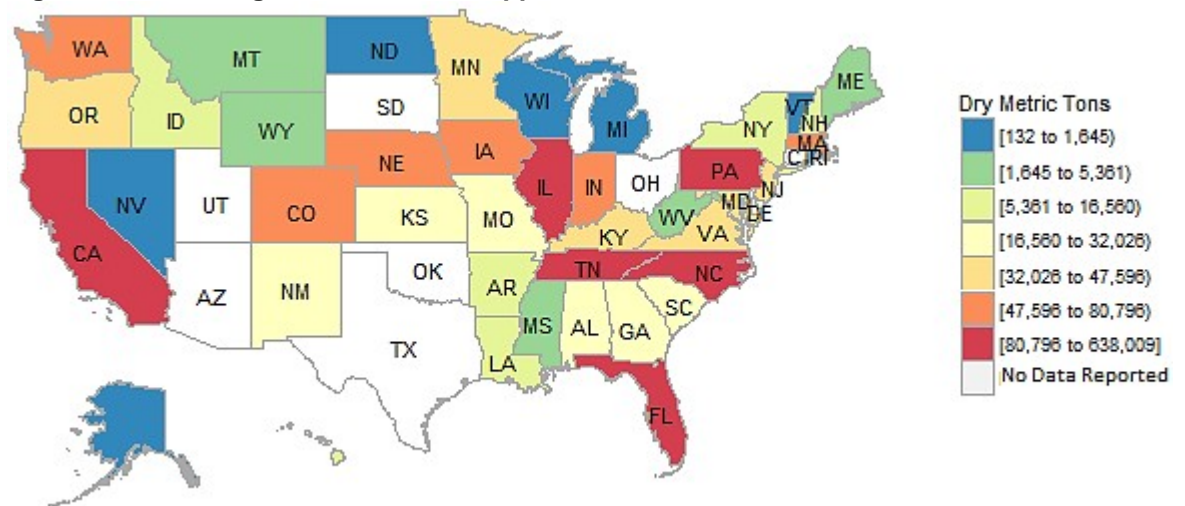 WA
MT
ND
MN
OR
ID
SD
WI
ME
WY
MI
VT
NH
NY
MA
CT
RI
NE
IA
PA
NJ
NV
UT
CO
IL
IN
OH
MD
DE
WV
VA
CA
KS
MO
KY
AZ
NM
OK
TN
NC
AR
SC
MS
AL
GA
TX
LA
FL
Dry Metric Tons
[132 to 1,645)
[1,645 to 5,361)
[5,361 to 16,560)
[16,560 to 32,026)
[32,026 to 47,596)
[47,596 to 80,796)
[80,796 to 638,009]
No Data Reported